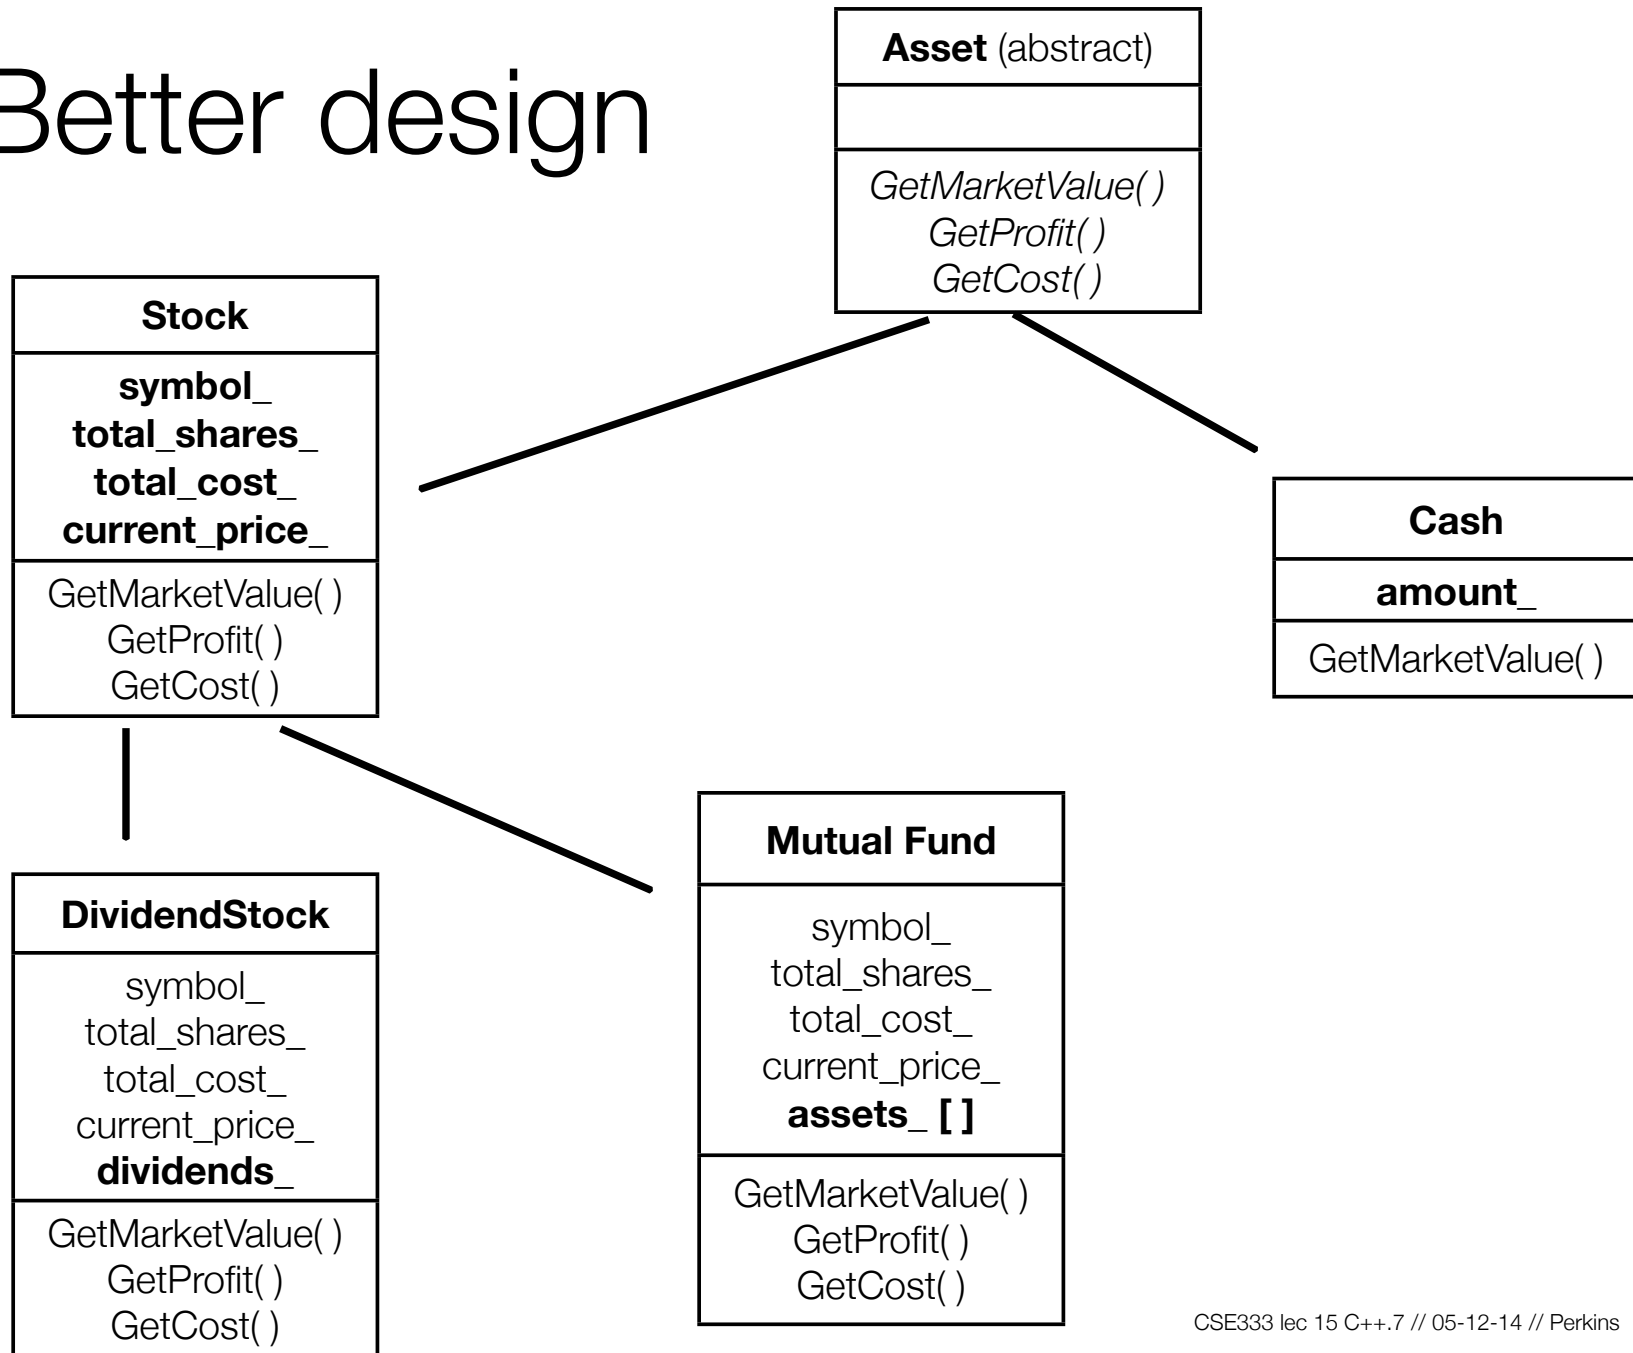 Better design
Asset (abstract)
GetMarketValue( )
GetProfit( )
GetCost( )
Stock
symbol_
total_shares_
total_cost_
current_price_
GetMarketValue( )
GetProfit( )
GetCost( )
Cash
amount_
GetMarketValue( )
DividendStock
symbol_
total_shares_
total_cost_
current_price_
dividends_
GetMarketValue( )
GetProfit( )
GetCost( )
Mutual Fund
symbol_
total_shares_
total_cost_
current_price_
assets_ [ ]
GetMarketValue( )
GetProfit( )
GetCost( )
CSE333 lec 15 C++.7 // 05-12-14 // Perkins